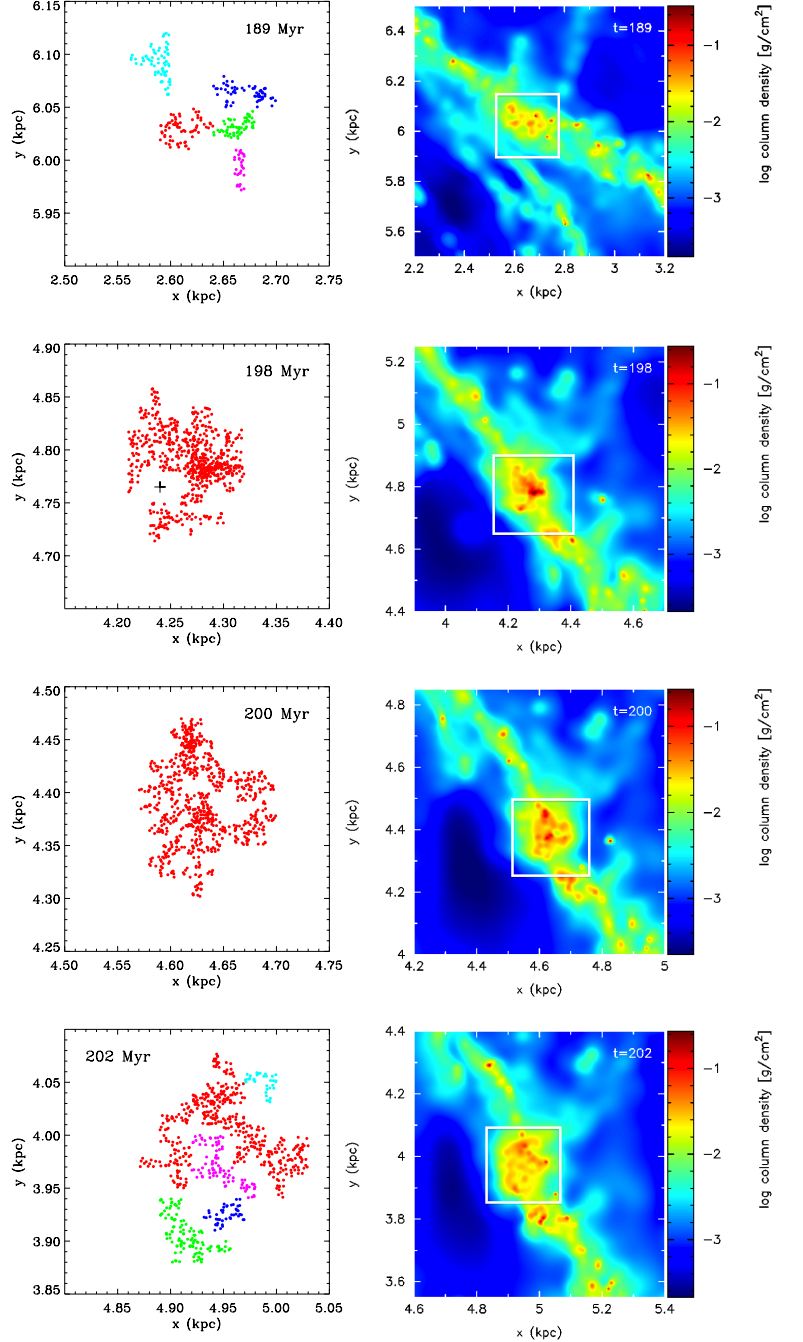 6.15
6.10
6.05
6.00
5.95
y (kpc)
189 Myr
2.50 2.55 2.60 2.65 2.70 2.75
x (kpc)
6.4
6.2
6
5.8
5.6
y (kpc)
t=189
2.2 2.4 2.6 2.8 3 3.2
x (kpc)
−1
−2
−3
log column density [g/cm²]
4.90
4.85
4.80
4.75
4.70
y (kpc)
198 Myr
4.20 4.25 4.30 4.35 4.40
x (kpc)
5.2
5
4.8
4.6
4.4
y (kpc)
t=198
4 4.2 4.4 4.6
x (kpc)
−1
−2
−3
log column density [g/cm²]
4.50
4.45
4.40
4.35
4.30
4.25
y (kpc)
200 Myr
4.50 4.55 4.60 4.65 4.70 4.75
x (kpc)
4.8
4.6
4.4
4.2
4
y (kpc)
t=200
4.2 4.4 4.6 4.8 5
x (kpc)
−1
−2
−3
log column density [g/cm²]
4.05
4.00
3.95
3.90
3.85
y (kpc)
202 Myr
4.85 4.90 4.95 5.00 5.05
x (kpc)
4.4
4.2
4
3.8
3.6
y (kpc)
t=202
4.6 4.8 5 5.2 5.4
x (kpc)
−1
−2
−3
log column density [g/cm²]